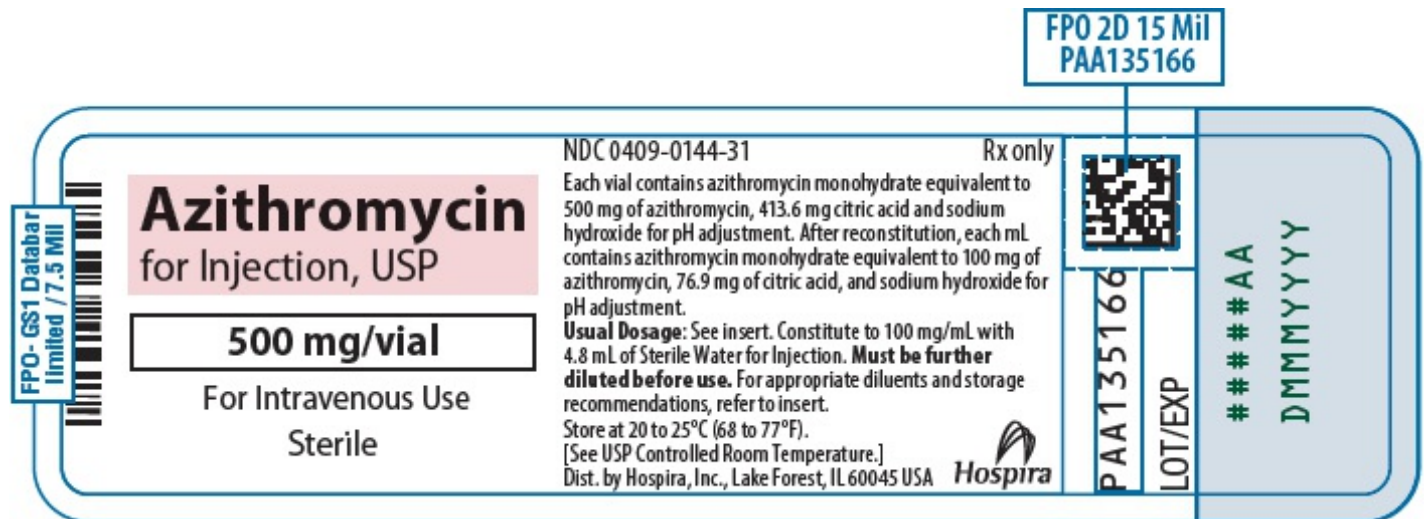 FPO 2D 15 Mil
PAA135166
FPO- GS1 Databar
limited / 7.5 Mil
Azithromycin
for Injection, USP
500 mg/vial
For Intravenous Use
Sterile
NDC 0409-0144-31 Rx only
Each vial contains azithromycin monohydrate equivalent to
500 mg of azithromycin, 413.6 mg citric acid and sodium
hydroxide for pH adjustment. After reconstitution, each mL
contains azithromycin monohydrate equivalent to 100 mg of
azithromycin, 76.9 mg of citric acid, and sodium hydroxide for
pH adjustment.
Usual Dosage: See insert. Constitute to 100 mg/mL with
4.8 mL of Sterile Water for Injection. Must be further
diluted before use. For appropriate diluents and storage
recommendations, refer to insert.
Store at 20 to 25°C (68 to 77°F).
[See USP Controlled Room Temperature.]
Dist. by Hospira, Inc., Lake Forest, IL 60045 USA
Hospira
PAA135166
LOT/EXP
#####AA
DMMMYYYY